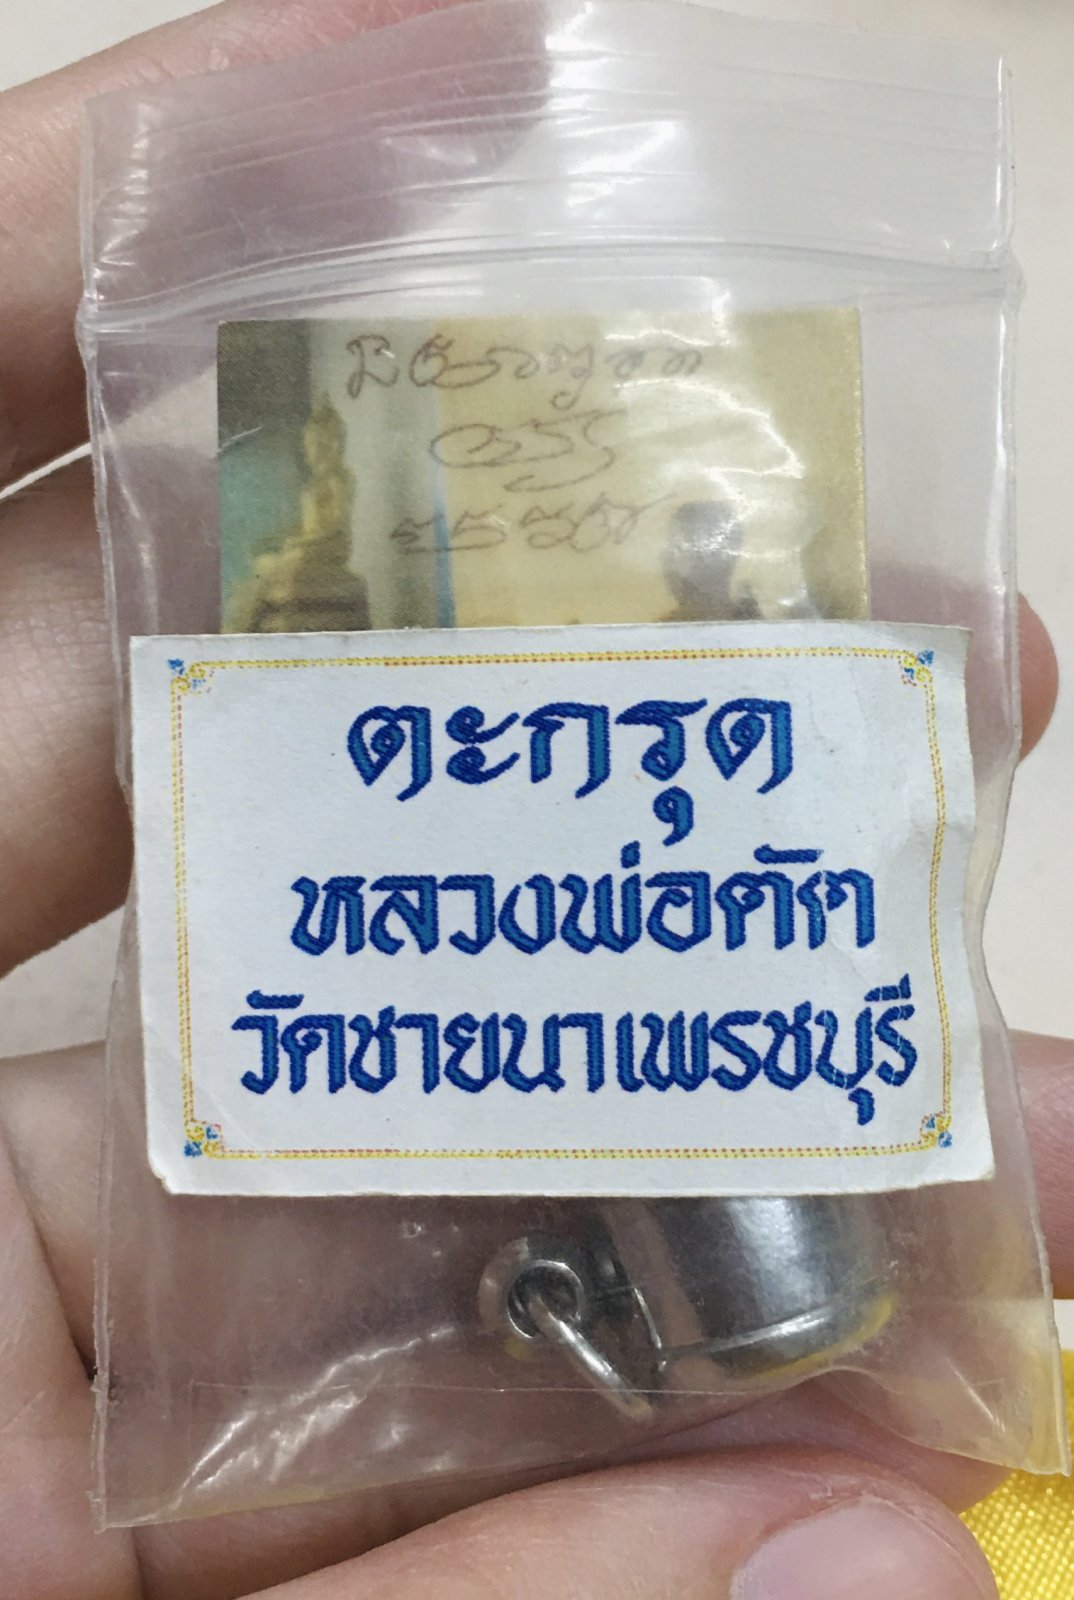 ตะกรุด
หลวงพ่อตัด
วัดชายนาเพรชบุรี